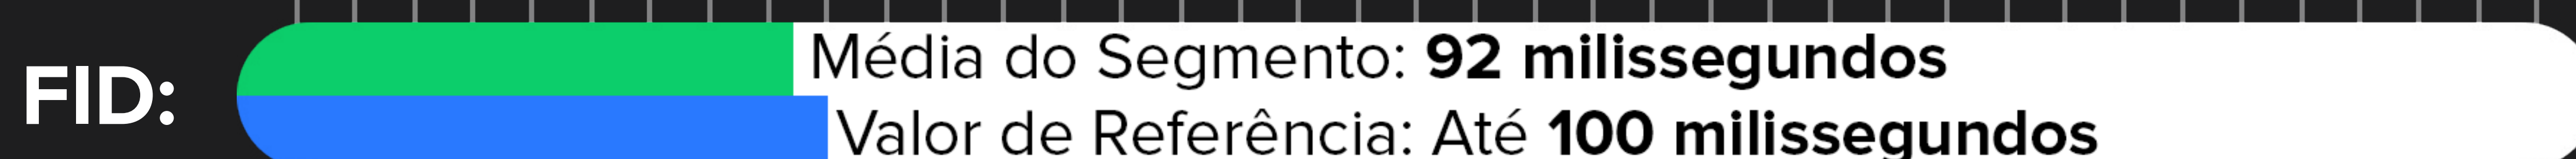 FID:
Média do Segmento: 92 milissegundos
Valor de Referência: Até 100 milissegundos